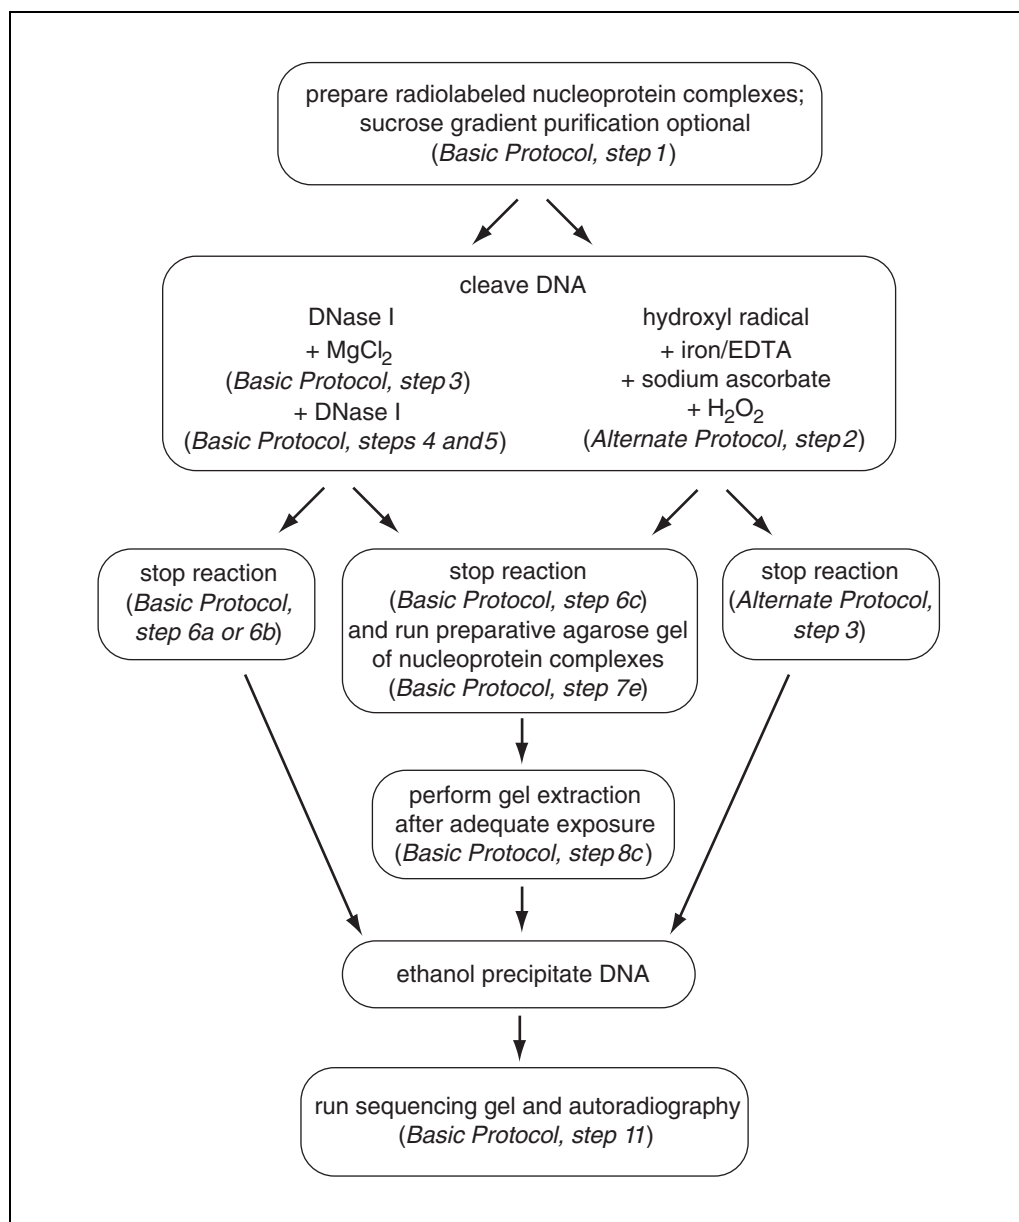 prepare radiolabeled nucleoprotein complexes;
sucrose gradient purification optional
(Basic Protocol, step 1)
cleave DNA
DNase I
+ MgCl₂
(Basic Protocol, step 3)
+ DNase I
(Basic Protocol, steps 4 and 5)
hydroxyl radical
+ iron/EDTA
+ sodium ascorbate
+ H₂O₂
(Alternate Protocol, step 2)
stop reaction
(Basic Protocol,
step 6a or 6b)
stop reaction
(Basic Protocol, step 6c)
and run preparative agarose gel
of nucleoprotein complexes
(Basic Protocol, step 7e)
stop reaction
(Alternate Protocol,
step 3)
perform gel extraction
after adequate exposure
(Basic Protocol, step 8c)
ethanol precipitate DNA
run sequencing gel and autoradiography
(Basic Protocol, step 11)